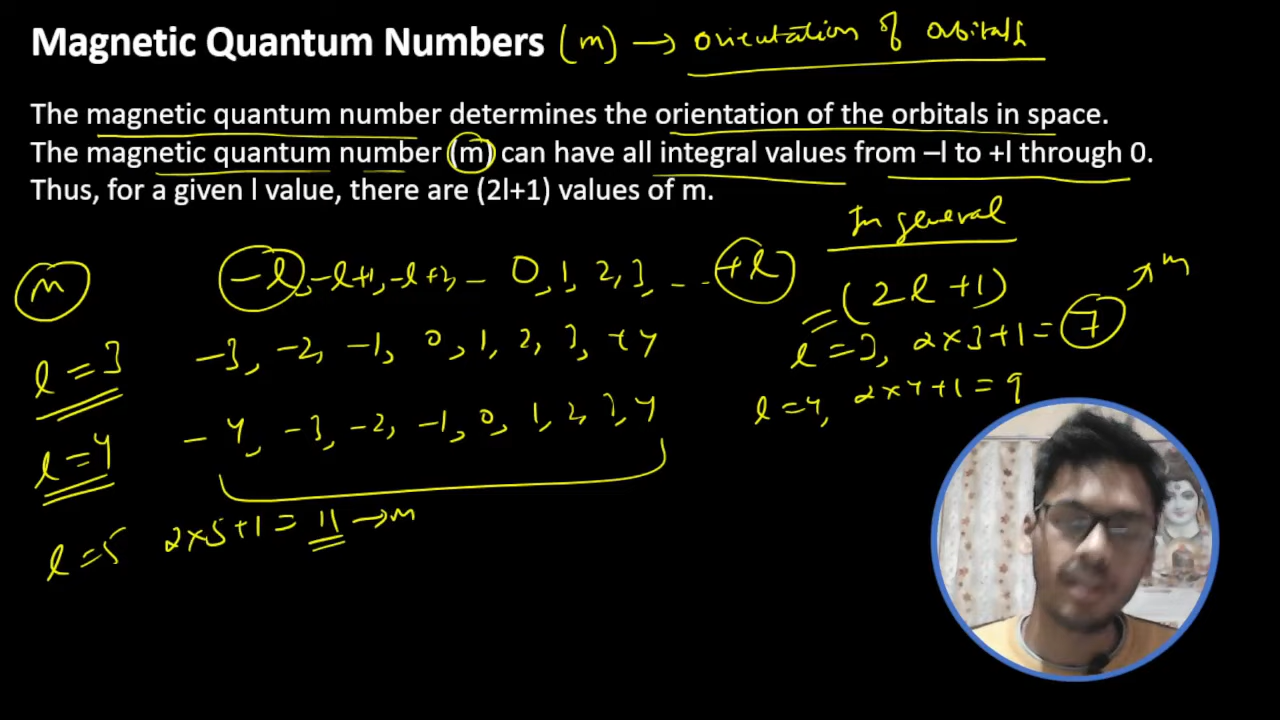 Magnetic Quantum Numbers (m) → orientation of orbitals
The magnetic quantum number determines the orientation of the orbitals in space.
The magnetic quantum number (m) can have all integral values from –l to +l through 0.
Thus, for a given l value, there are (2l+1) values of m.
In general
m -l, -l+1, -l+2, - 0, 1, 2, 3, - .. +l
= (2l+1)
l = 3 -3, -2, -1, 0, 1, 2, 3, +4
l = 3, 2×3+1 = 7 → m
l = 4 -4, -3, -2, -1, 0, 1, 2, 3, 4
l = 4, 2×4+1 = 9
l = 5 2×5+1 = 11 → m